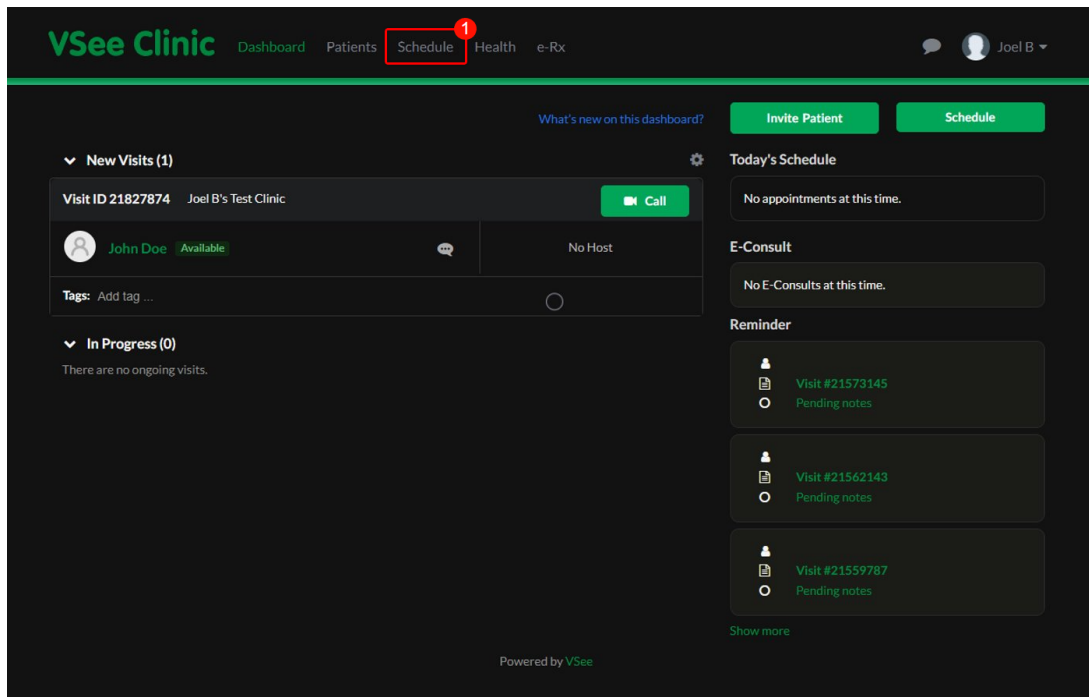 VSee Clinic Dashboard Patients Schedule Health e-Rx Joel B
1
What's new on this dashboard?
Invite Patient Schedule
New Visits (1)
Visit ID 21827874 Joel B's Test Clinic Call
John Doe Available No Host
Tags: Add tag ...
In Progress (0)
There are no ongoing visits.
Today's Schedule
No appointments at this time.
E-Consult
No E-Consults at this time.
Reminder
Visit #21573145
Pending notes
Visit #21562143
Pending notes
Visit #21559787
Pending notes
Show more
Powered by VSee